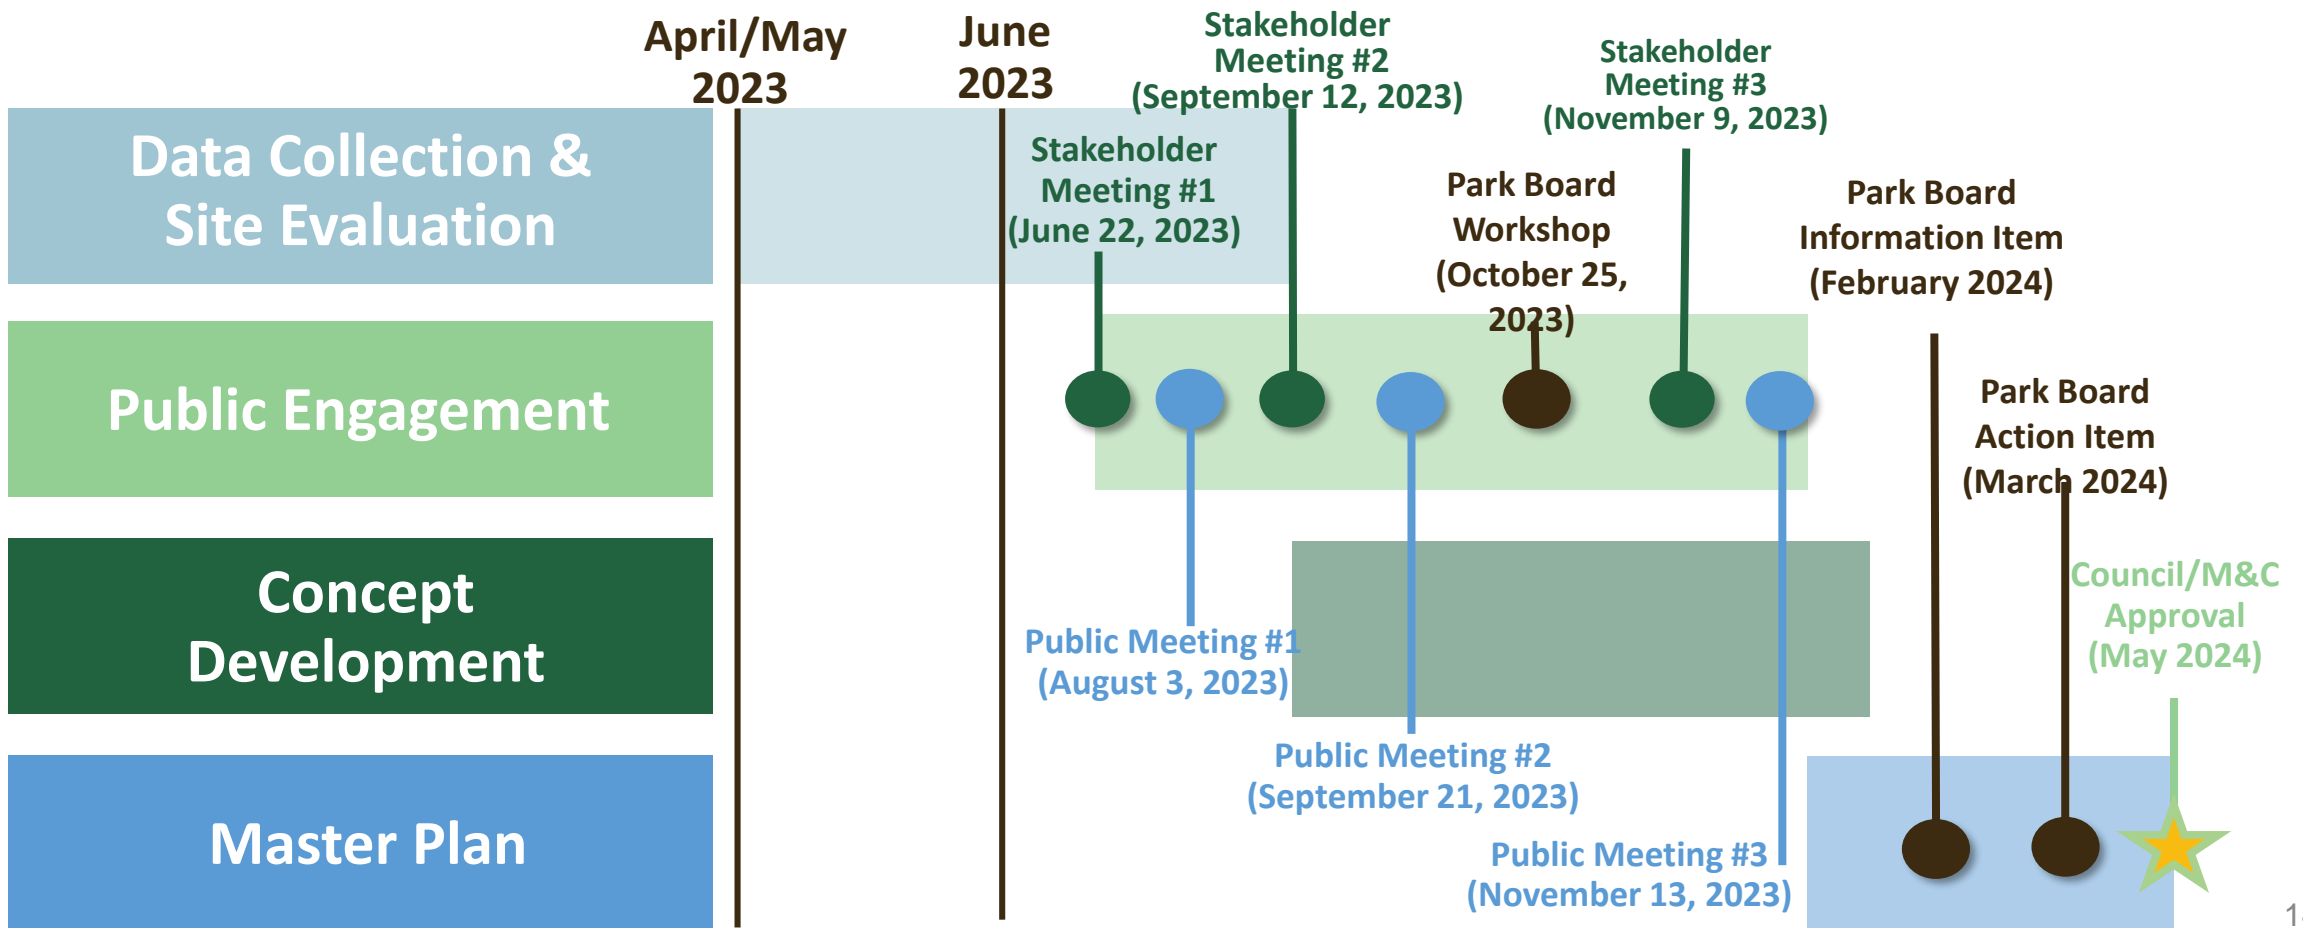 April/May
2023
June
2023
Stakeholder
Meeting #2
(September 12, 2023)
Stakeholder
Meeting #3
(November 9, 2023)
Data Collection &
Site Evaluation
Stakeholder
Meeting #1
(June 22, 2023)
Park Board
Workshop
(October 25,
2023)
Park Board
Information Item
(February 2024)
Public Engagement
Park Board
Action Item
(March 2024)
Concept
Development
Public Meeting #1
(August 3, 2023)
Council/M&C
Approval
(May 2024)
Public Meeting #2
(September 21, 2023)
Master Plan
Public Meeting #3
(November 13, 2023)